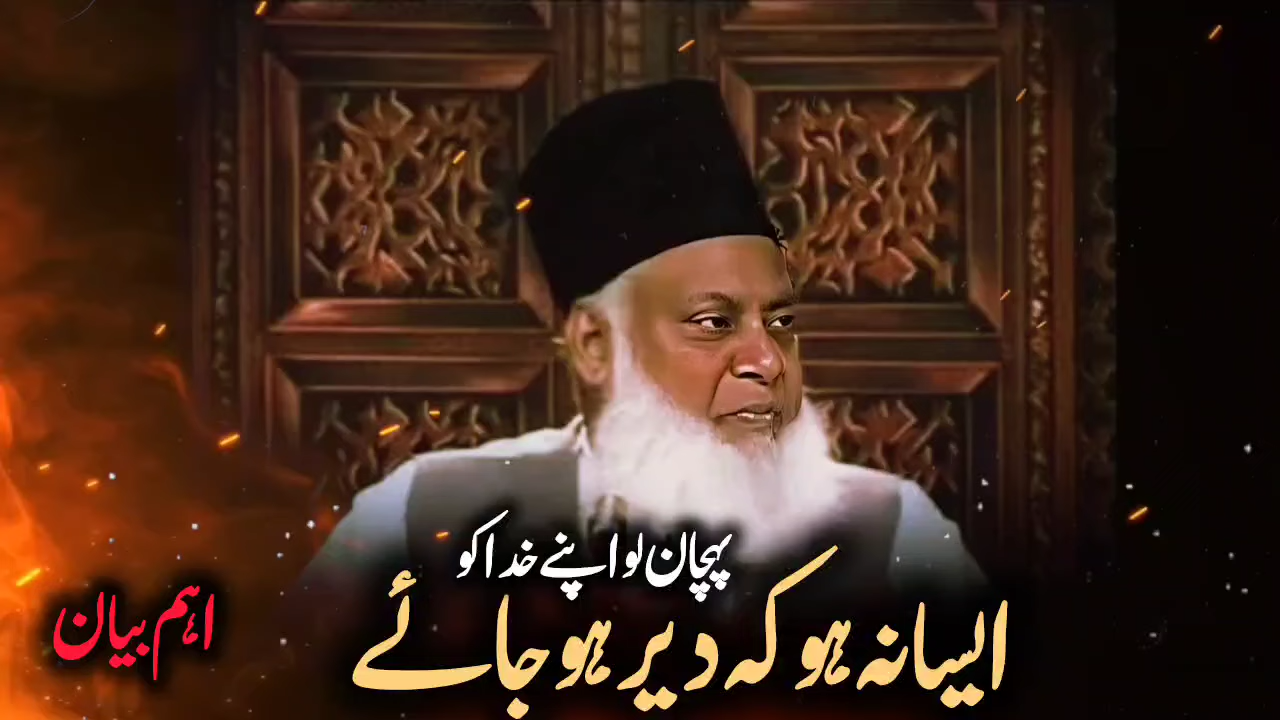 پہچان لو اپنے خدا کو
ایسا نہ ہو کہ دیر ہو جائے
اہم بیان